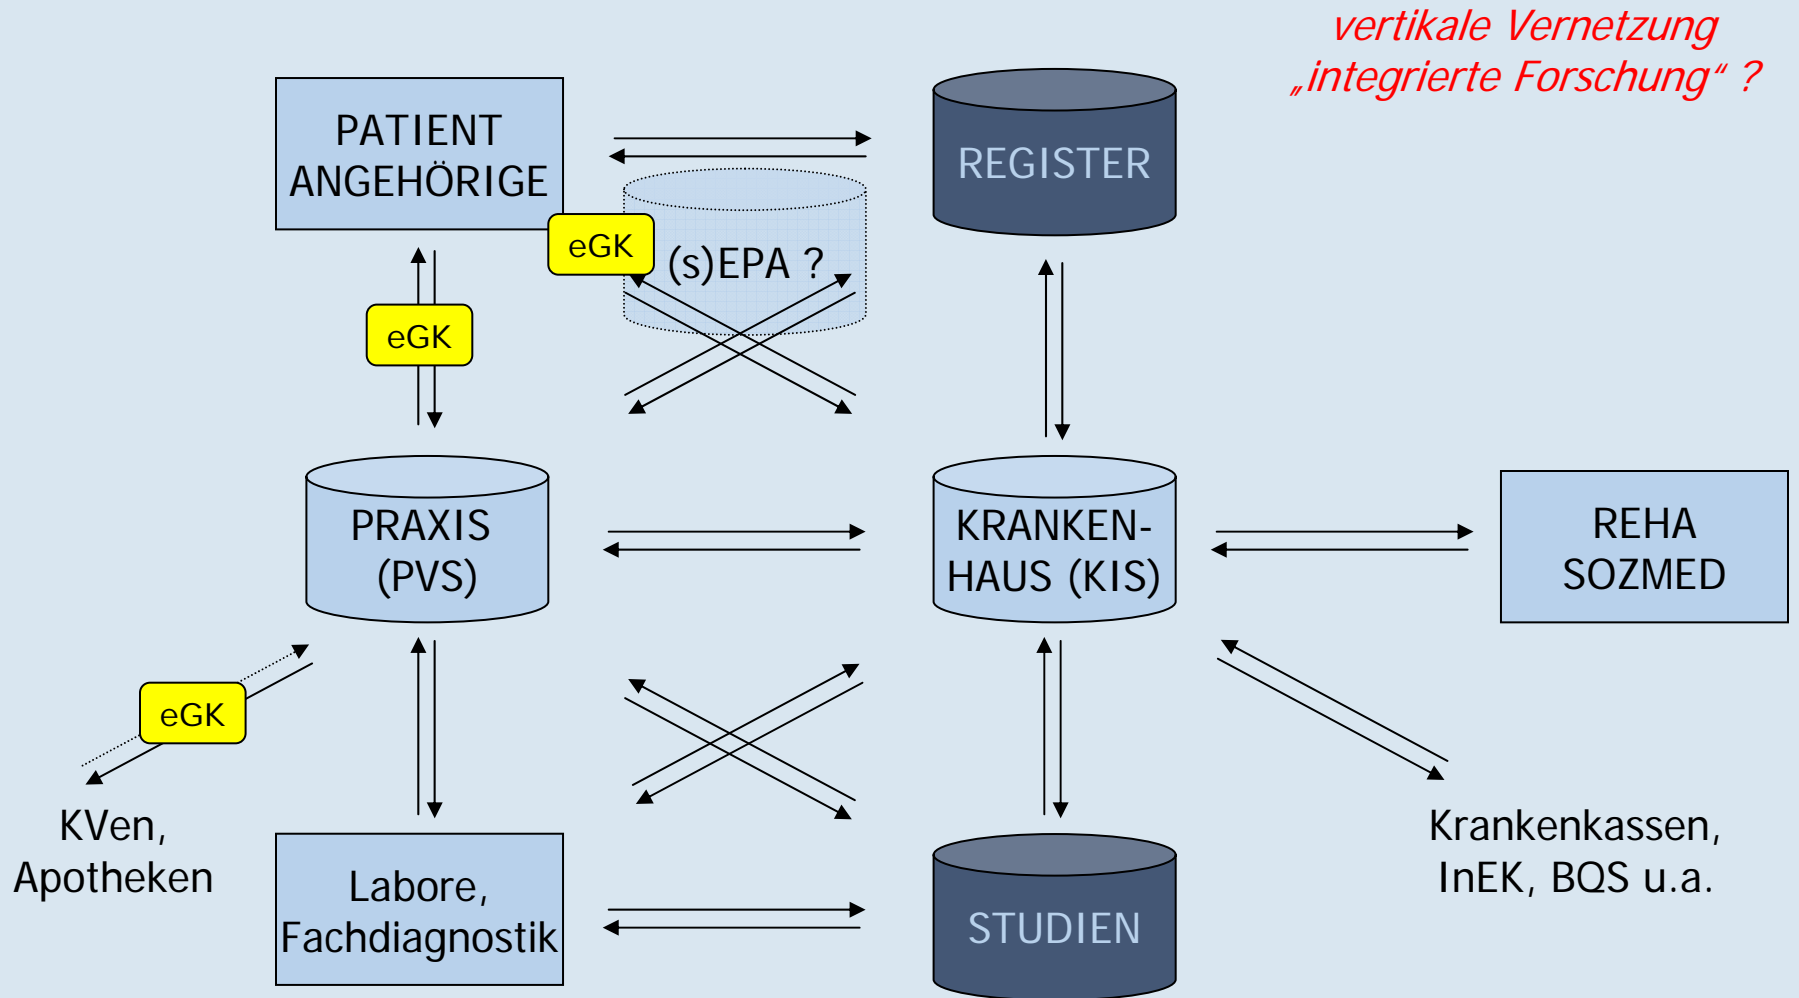 vertikale Vernetzung
„integrierte Forschung“ ?
PATIENT
ANGEHÖRIGE
REGISTER
eGK
(s)EPA ?
eGK
PRAXIS
(PVS)
KRANKEN-
HAUS (KIS)
REHA
SOZMED
eGK
KVen,
Apotheken
Krankenkassen,
InEK, BQS u.a.
Labore,
Fachdiagnostik
STUDIEN